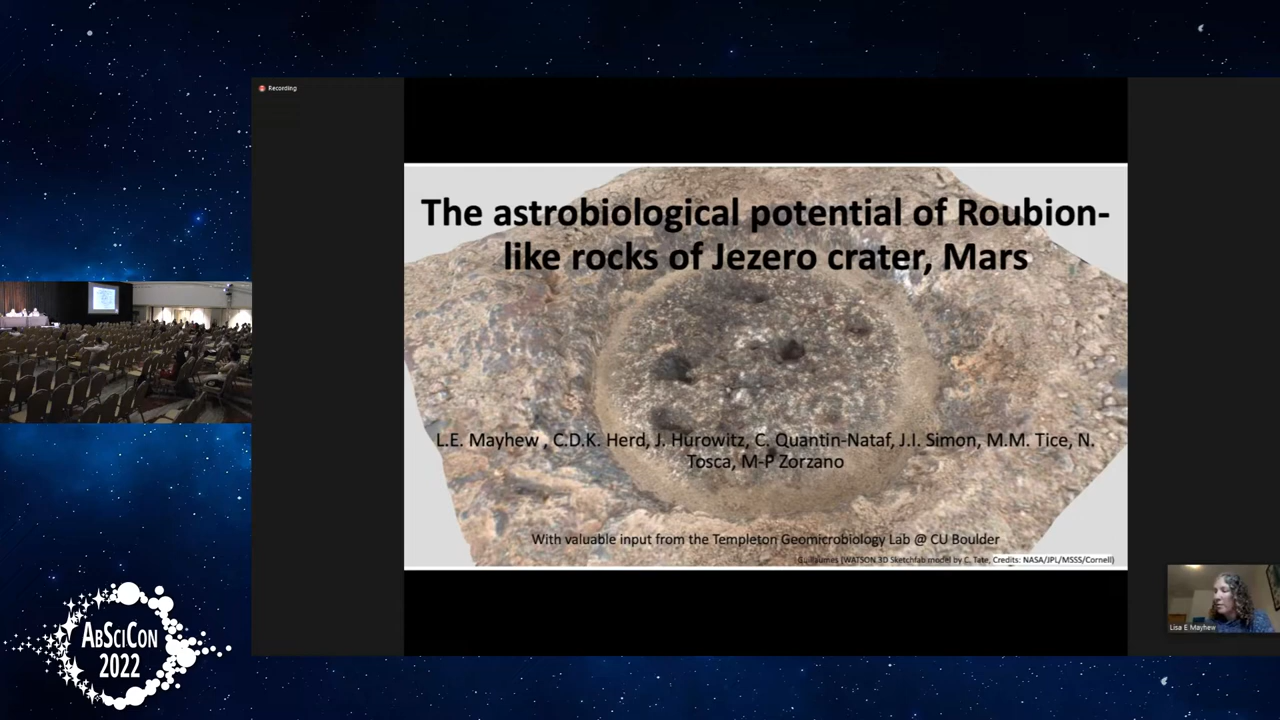 Recording
The astrobiological potential of Roubion-
like rocks of Jezero crater, Mars
L.E. Mayhew , C.D.K. Herd, J. Hurowitz, C. Quantin-Nataf, J.I. Simon, M.M. Tice, N.
Tosca, M-P Zorzano
With valuable input from the Templeton Geomicrobiology Lab @ CU Boulder
Guillaumes (WATSON 3D Sketchfab model by C. Tate, Credits: NASA/JPL/MSSS/Cornell)
Lisa E Mayhew
ABSCICON
2022